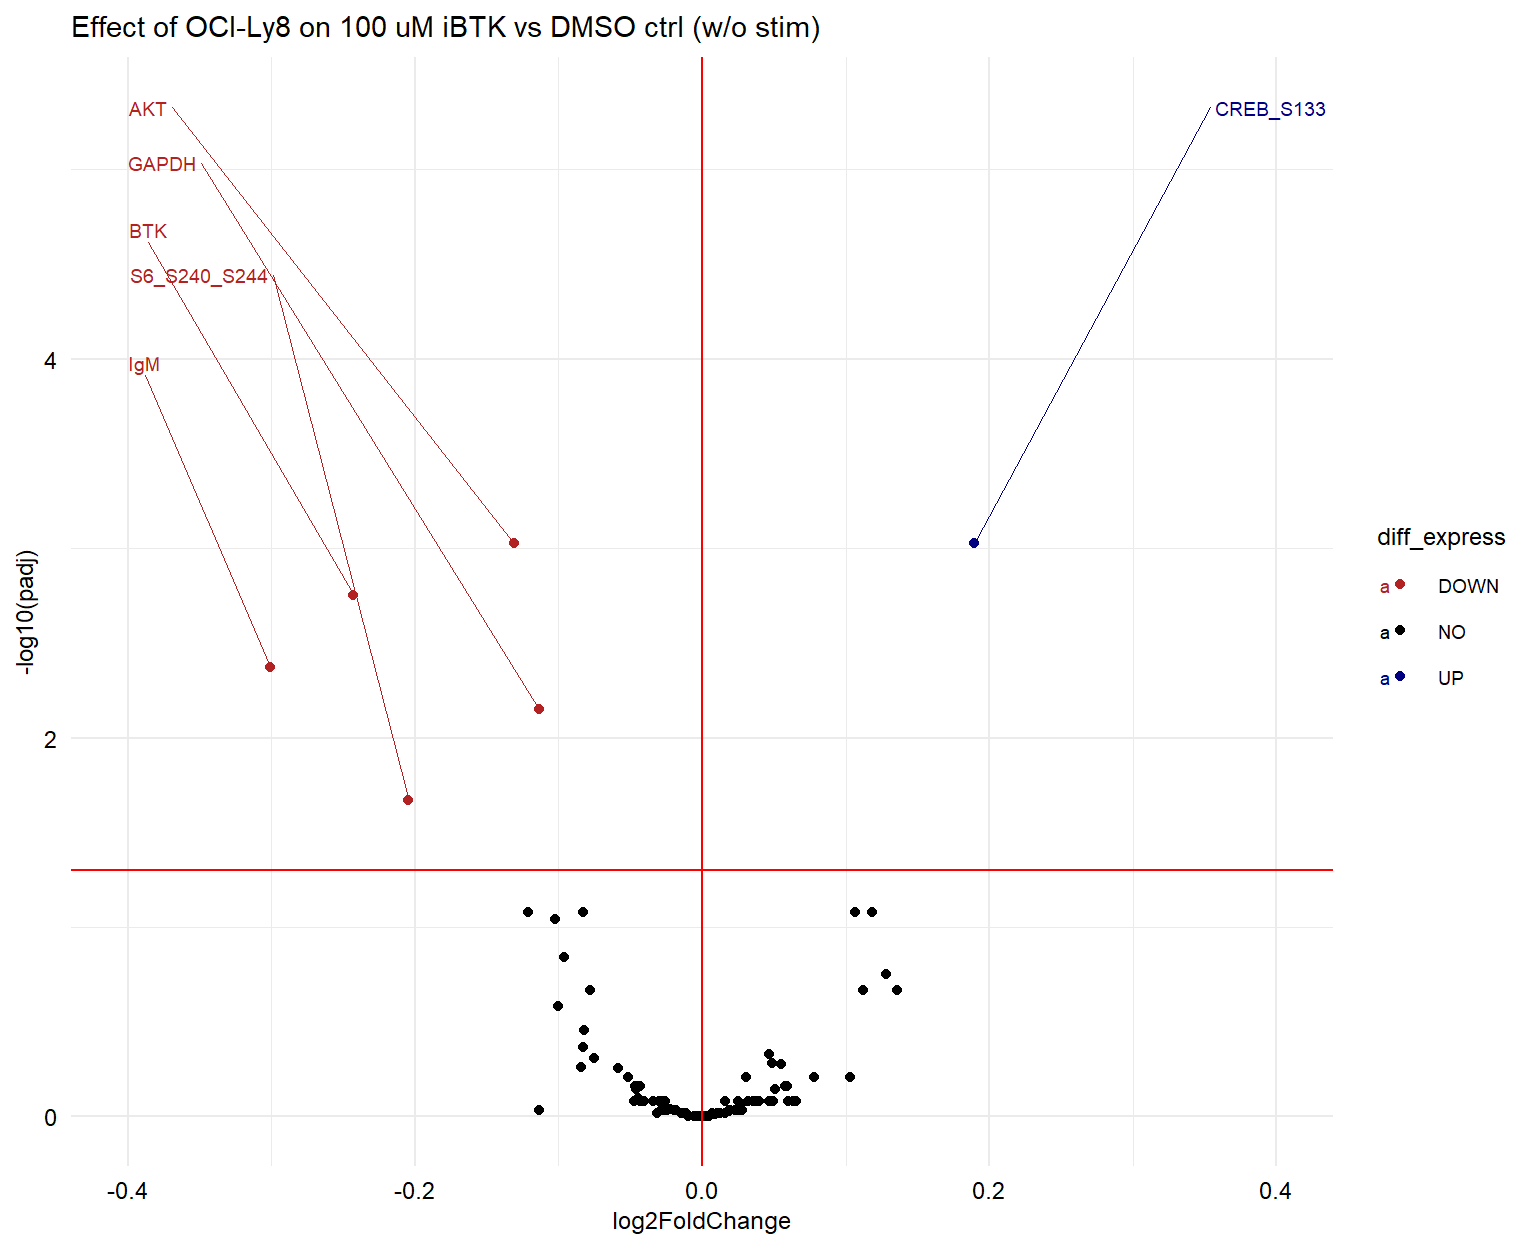 Effect of OCI-Ly8 on 100 uM iBTK vs DMSO ctrl (w/o stim)
AKT
CREB_S133
GAPDH
BTK
S6_S240_S244
IgM
4
2
0
-log10(padj)
-0.4
-0.2
0.0
0.2
0.4
log2FoldChange
diff_express
a DOWN
a NO
a UP